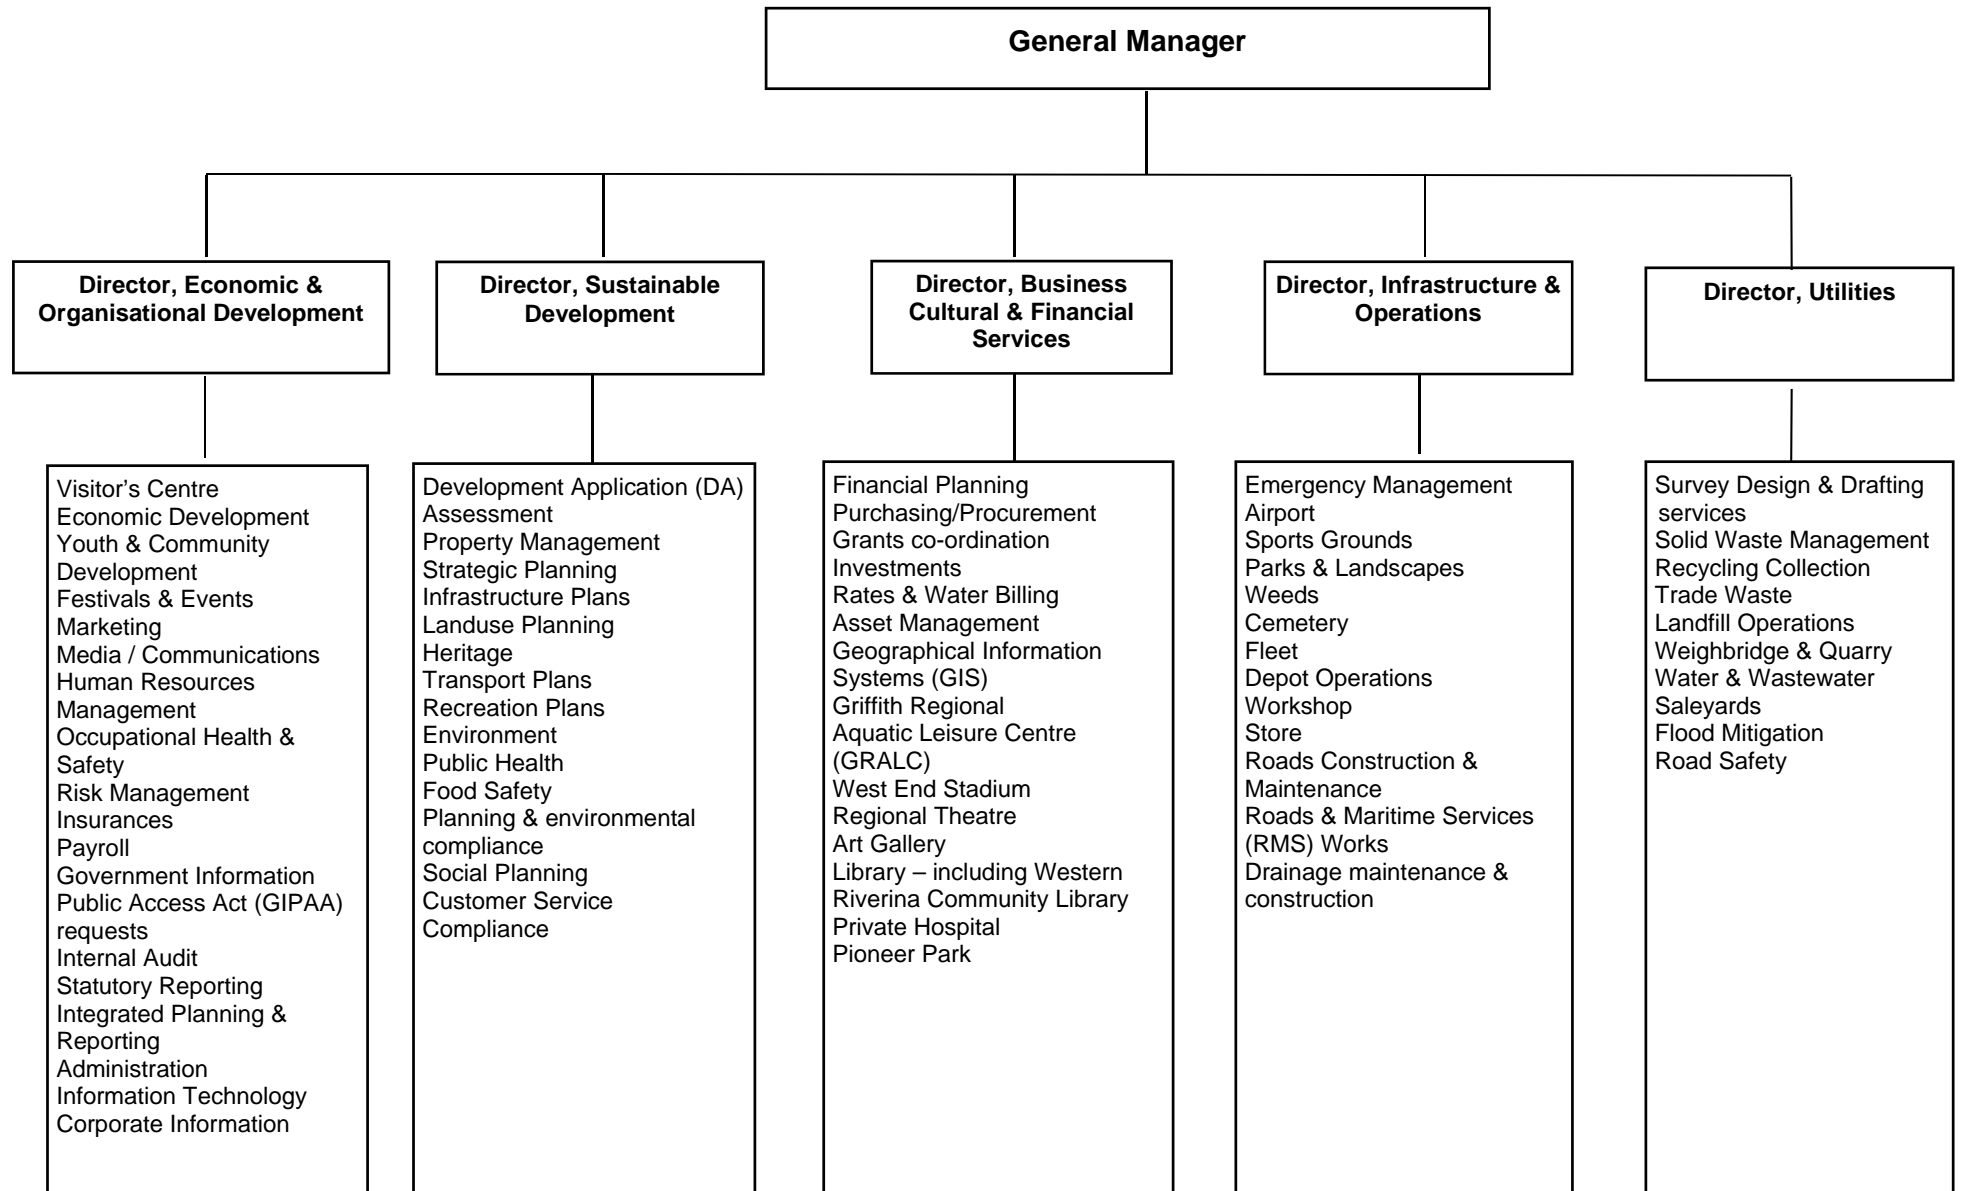 General Manager
Director, Economic &
Organisational Development
Director, Sustainable
Development
Director, Business
Cultural & Financial
Services
Director, Infrastructure &
Operations
Director, Utilities
Visitor’s Centre
Economic Development
Youth & Community
Development
Festivals & Events
Marketing
Media / Communications
Human Resources
Management
Occupational Health &
Safety
Risk Management
Insurances
Payroll
Government Information
Public Access Act (GIPAA)
requests
Internal Audit
Statutory Reporting
Integrated Planning &
Reporting
Administration
Information Technology
Corporate Information
Development Application (DA)
Assessment
Property Management
Strategic Planning
Infrastructure Plans
Landuse Planning
Heritage
Transport Plans
Recreation Plans
Environment
Public Health
Food Safety
Planning & environmental
compliance
Social Planning
Customer Service
Compliance
Financial Planning
Purchasing/Procurement
Grants co-ordination
Investments
Rates & Water Billing
Asset Management
Geographical Information
Systems (GIS)
Griffith Regional
Aquatic Leisure Centre
(GRALC)
West End Stadium
Regional Theatre
Art Gallery
Library – including Western
Riverina Community Library
Private Hospital
Pioneer Park
Emergency Management
Airport
Sports Grounds
Parks & Landscapes
Weeds
Cemetery
Fleet
Depot Operations
Workshop
Store
Roads Construction &
Maintenance
Roads & Maritime Services
(RMS) Works
Drainage maintenance &
construction
Survey Design & Drafting
services
Solid Waste Management
Recycling Collection
Trade Waste
Landfill Operations
Weighbridge & Quarry
Water & Wastewater
Saleyards
Flood Mitigation
Road Safety